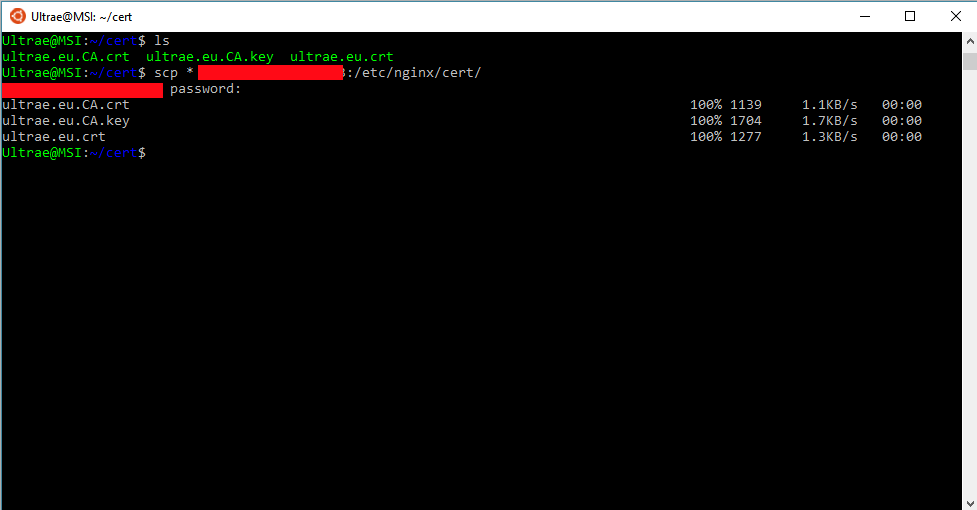 Ultrae@MSI: ~/cert
Ultrae@MSI:~/cert$ ls
ultrae.eu.CA.crt  ultrae.eu.CA.key  ultrae.eu.crt
Ultrae@MSI:~/cert$ scp * :/etc/nginx/cert/
password:
ultrae.eu.CA.crt 100% 1139 1.1KB/s 00:00
ultrae.eu.CA.key 100% 1704 1.7KB/s 00:00
ultrae.eu.crt 100% 1277 1.3KB/s 00:00
Ultrae@MSI:~/cert$